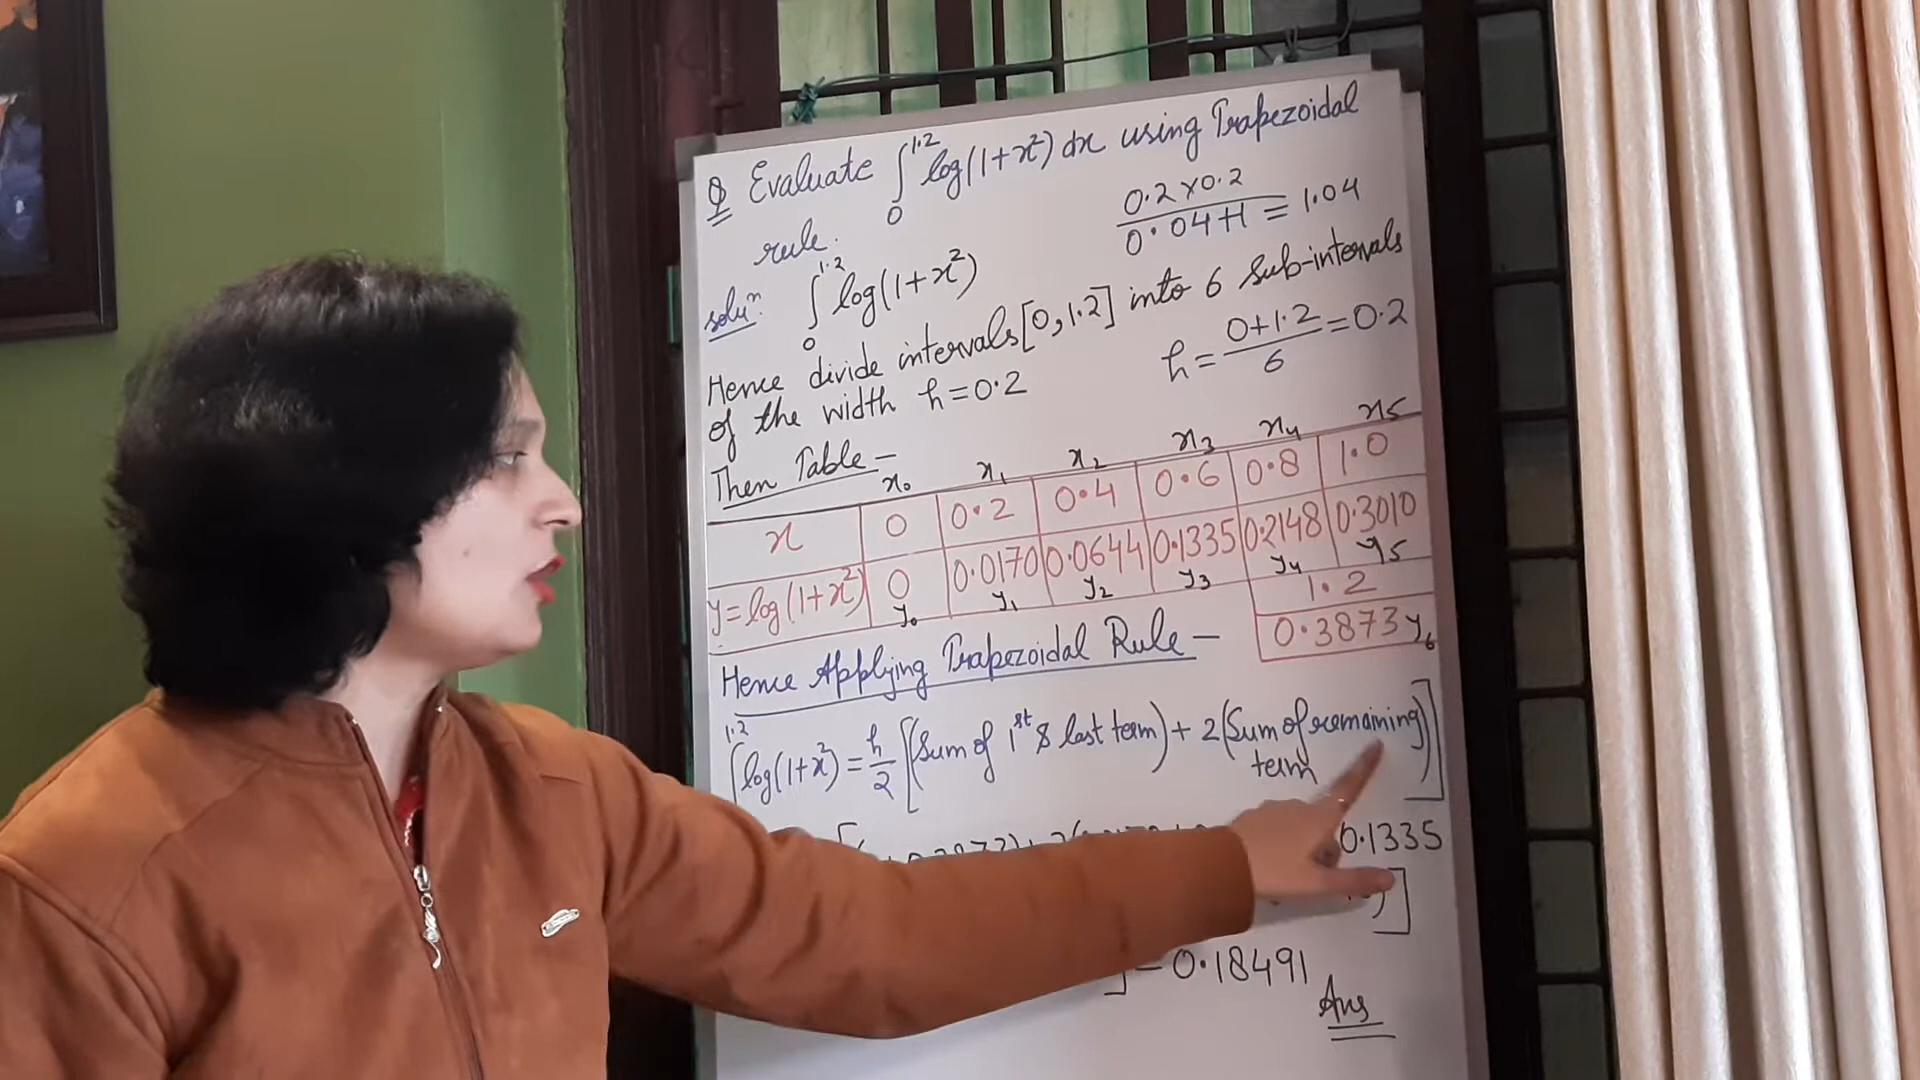 Q Evaluate ∫₀^1.2 log(1+x²) dx using Trapezoidal
rule.
0.2×0.2
0.04+1 = 1.04
soluⁿ: ∫₀^1.2 log(1+x²)
Hence divide intervals [0, 1.2] into 6 sub-intervals
of the width h=0.2
h = (0+1.2)/6 = 0.2
Then Table-
x₀ x₁ x₂ x₃ x₄ x₅
x 0 0.2 0.4 0.6 0.8 1.0
y=log(1+x²) 0 0.0170 0.0644 0.1335 0.2148 0.3010
y₀ y₁ y₂ y₃ y₄ y₅
1.2
0.3873 y₆
Hence Applying Trapezoidal Rule-
∫^1.2 log(1+x²) = h/2 [(Sum of 1st & last term) + 2(Sum of remaining
term)]
0.1335
)]
] = 0.18491
Ans